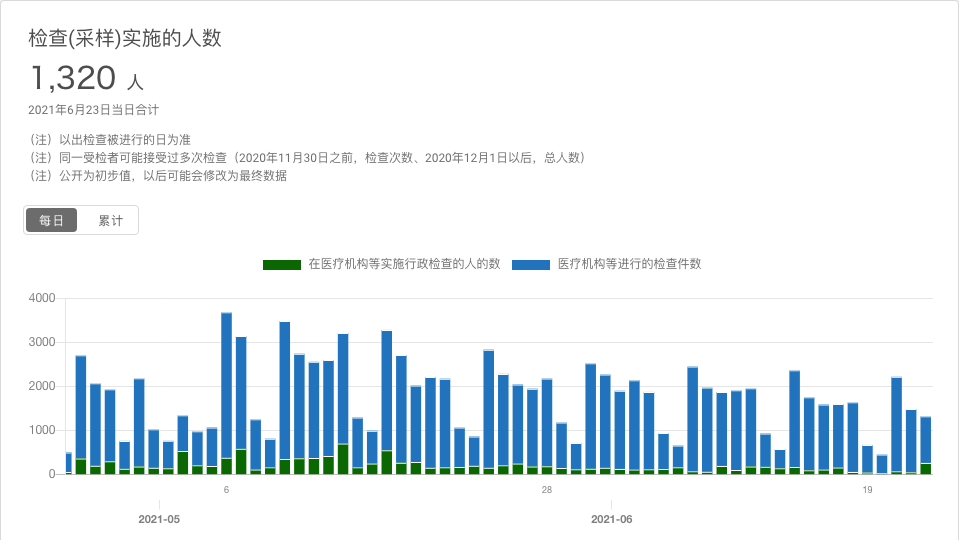 检查(采样)实施的人数
1,320 人
2021年6月23日当日合计
（注）以出检查被进行的日为准
（注）同一受检者可能接受过多次检查（2020年11月30日之前，检查次数、2020年12月1日以后，总人数）
（注）公开为初步值，以后可能会修改为最终数据
每日 累计
在医疗机构等实施行政检查的人的数 医疗机构等进行的检查件数
4000
3000
2000
1000
0
6 28 19
2021-05 2021-06